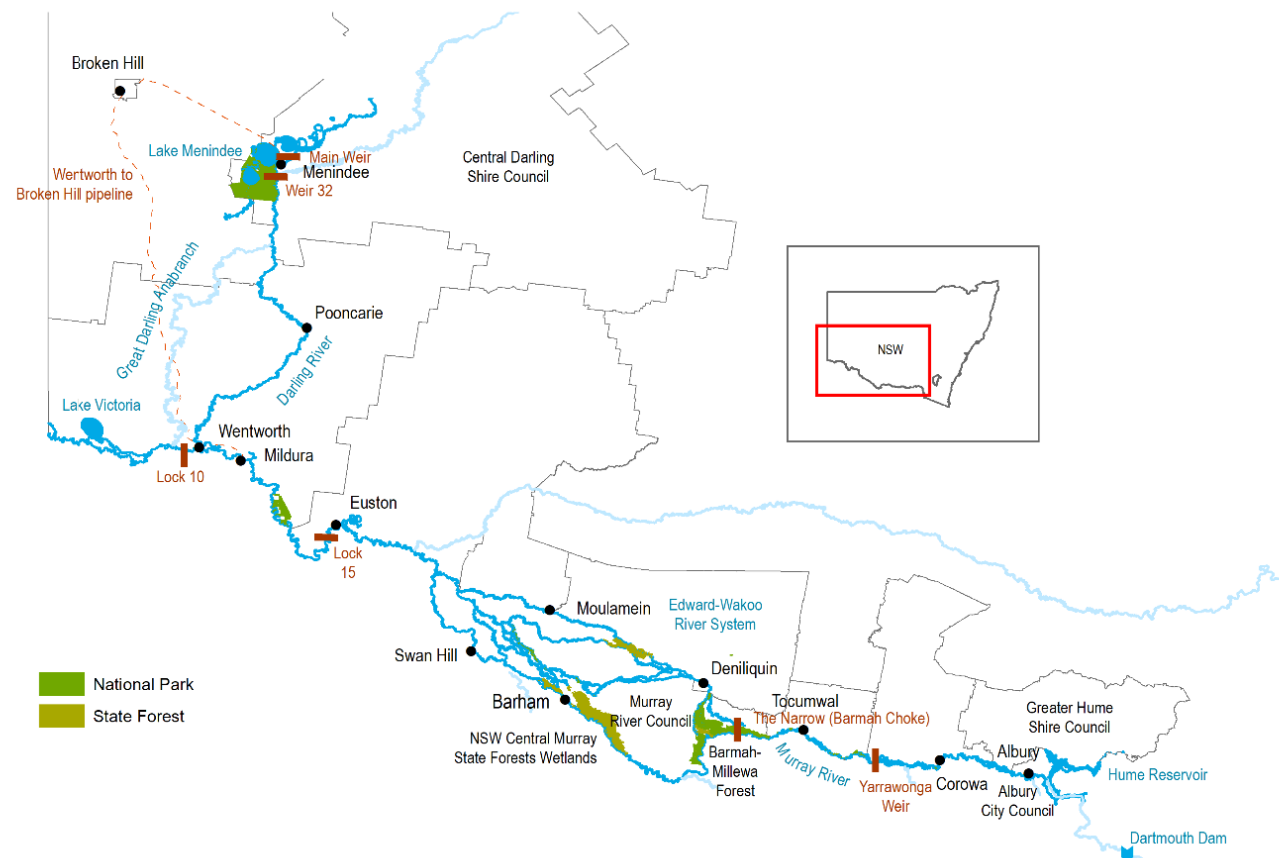 Broken Hill
Lake Menindee
Main Weir
Menindee
Weir 32
Wertworth to
Broken Hill pipeline
Central Darling
Shire Council
Great Darling Anabranch
Pooncarie
Darling River
NSW
Lake Victoria
Wentworth
Mildura
Lock 10
Euston
Lock
15
Moulamein
Edward-Wakoo
River System
Swan Hill
Deniliquin
National Park
State Forest
Barham
Murray
River Council
Tocumwal
The Narrow (Barmah Choke)
NSW Central Murray
State Forests Wetlands
Barmah-
Millewa
Forest
Murray River
Yarrawonga
Weir
Corowa
Greater Hume
Shire Council
Albury
Albury
City Council
Hume Reservoir
Dartmouth Dam